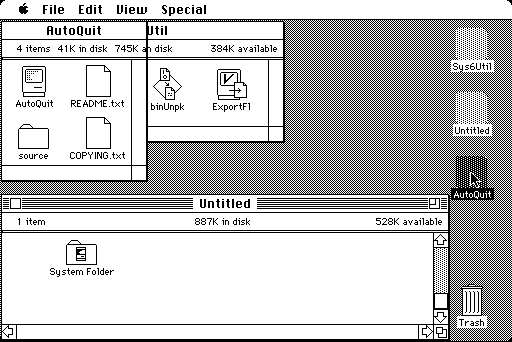 File Edit View Special
AutoQuit
4 items 41K in disk 745K a
AutoQuit README.txt
source COPYING.txt
Util
n disk 384K available
binUnpk ExportFl
Sys6Util
Untitled
AutoQuit
Untitled
1 item 887K in disk 528K available
System Folder
Trash